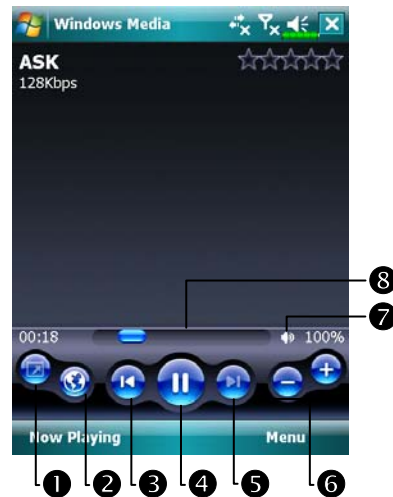 Windows Media
ASK
128Kbps
00:18
100%
Now Playing
Menu
8
7
1 2 3 4 5 6